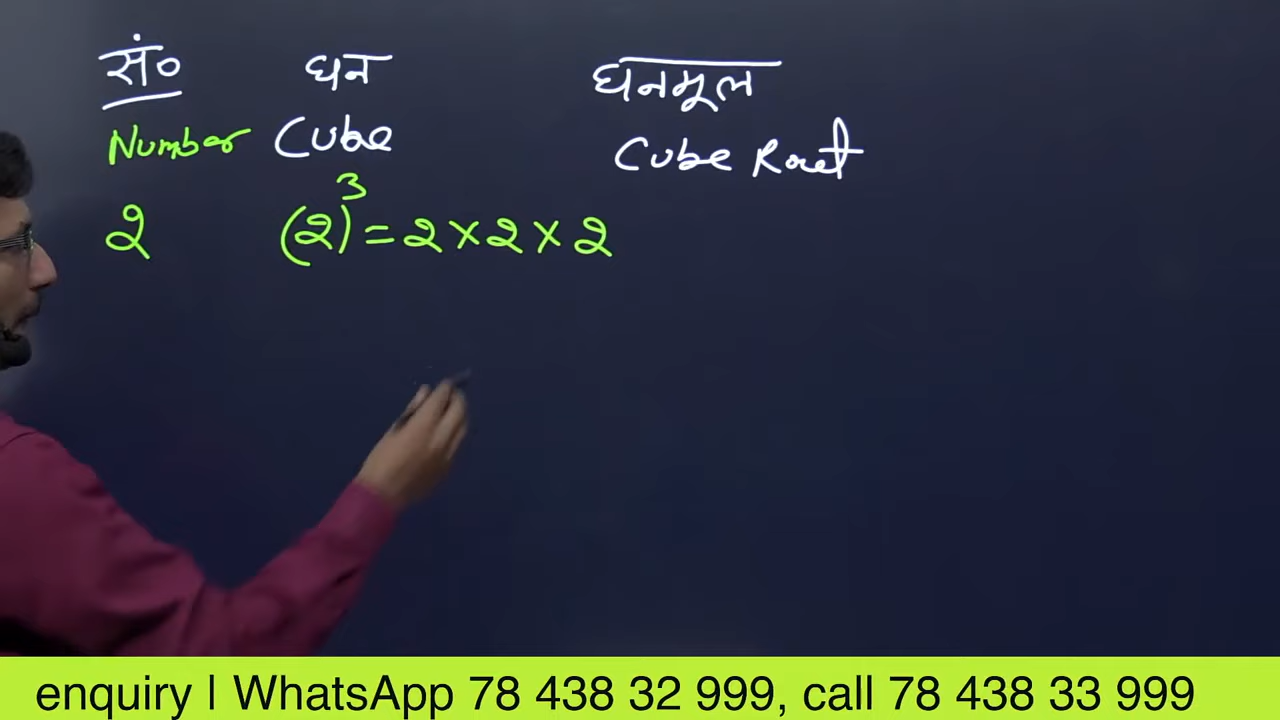 सं० घन घनमूल
Number Cube Cube Root
2 (2)³ = 2 × 2 × 2
enquiry | WhatsApp 78 438 32 999, call 78 438 33 999